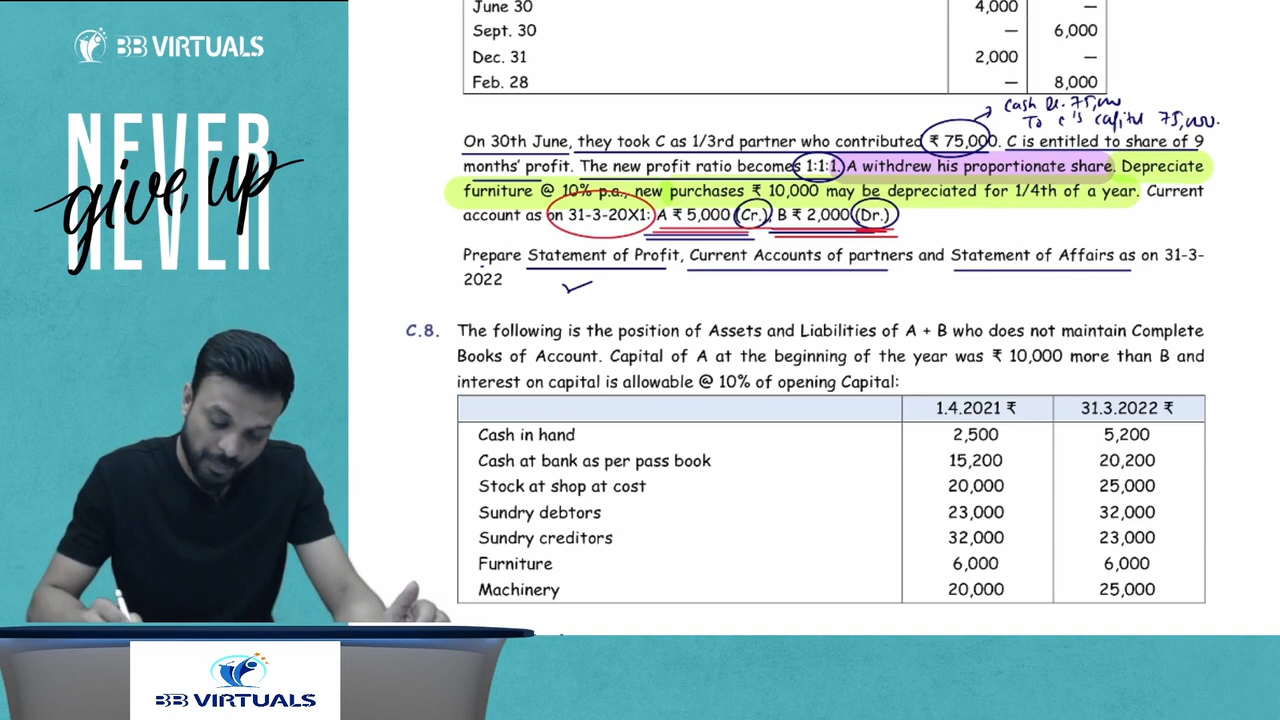 BB VIRTUALS
NEVER
give up
NEVER
June 30 4,000 —
Sept. 30 — 6,000
Dec. 31 2,000 —
Feb. 28 — 8,000
Cash Dr. 75,000
To C's capital 75,000.
On 30th June, they took C as 1/3rd partner who contributed ₹ 75,000. C is entitled to share of 9
months' profit. The new profit ratio becomes 1:1:1. A withdrew his proportionate share. Depreciate
furniture @ 10% p.a., new purchases ₹ 10,000 may be depreciated for 1/4th of a year. Current
account as on 31-3-20X1: A ₹ 5,000 (Cr.), B ₹ 2,000 (Dr.)
Prepare Statement of Profit, Current Accounts of partners and Statement of Affairs as on 31-3-
2022
C.8. The following is the position of Assets and Liabilities of A + B who does not maintain Complete
Books of Account. Capital of A at the beginning of the year was ₹ 10,000 more than B and
interest on capital is allowable @ 10% of opening Capital:
1.4.2021 ₹ 31.3.2022 ₹
Cash in hand 2,500 5,200
Cash at bank as per pass book 15,200 20,200
Stock at shop at cost 20,000 25,000
Sundry debtors 23,000 32,000
Sundry creditors 32,000 23,000
Furniture 6,000 6,000
Machinery 20,000 25,000
BB VIRTUALS